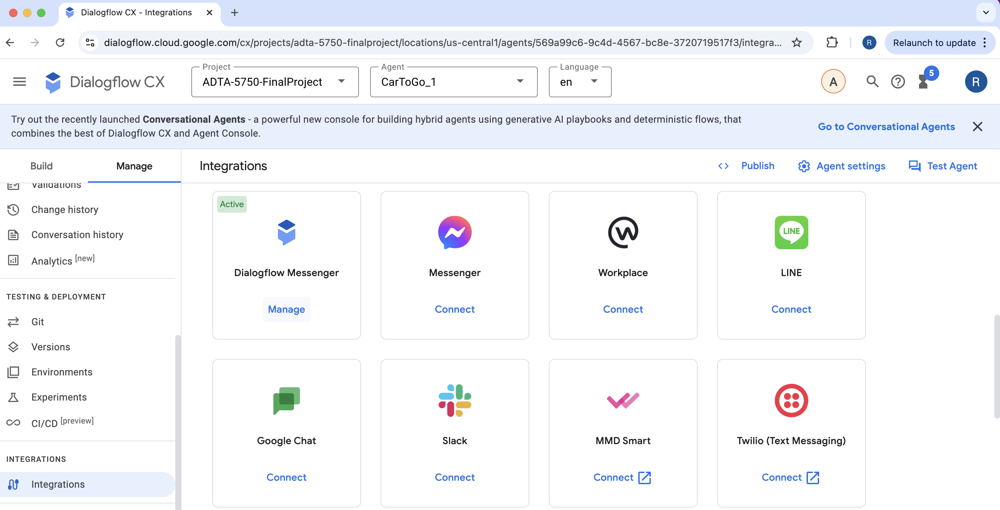 Dialogflow CX - Integrations
dialogflow.cloud.google.com/cx/projects/adta-5750-finalproject/locations/us-central1/agents/569a99c6-9c4d-4567-bc8e-3720719517f3/integra...
R
Relaunch to update
Dialogflow CX
Project
ADTA-5750-FinalProject
Agent
CarToGo_1
Language
en
A
5
R
Try out the recently launched Conversational Agents - a powerful new console for building hybrid agents using generative AI playbooks and deterministic flows, that
combines the best of Dialogflow CX and Agent Console.
Go to Conversational Agents
Build
Manage
Integrations
Publish
Agent settings
Test Agent
Validations
Change history
Conversation history
Analytics [new]
TESTING & DEPLOYMENT
Git
Versions
Environments
Experiments
CI/CD [preview]
INTEGRATIONS
Integrations
Active
Dialogflow Messenger
Manage
Messenger
Connect
Workplace
Connect
LINE
LINE
Connect
Google Chat
Connect
Slack
Connect
MMD Smart
Connect
Twilio (Text Messaging)
Connect